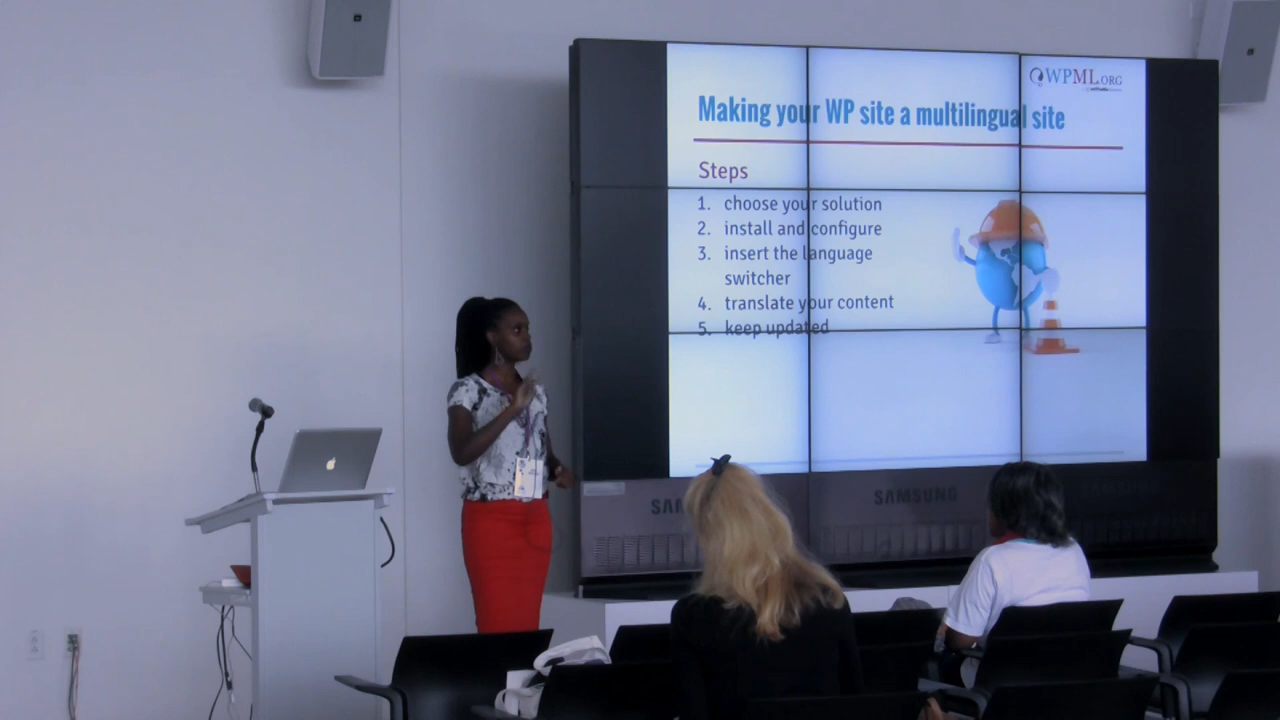 WPML.ORG
Making your WP site a multilingual site
Steps
1. choose your solution
2. install and configure
3. insert the language
switcher
4. translate your content
5. keep updated
SAMSUNG